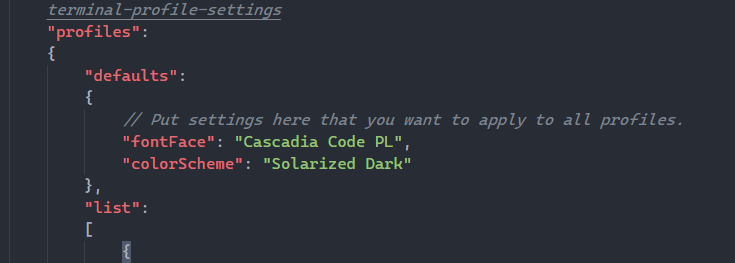 terminal-profile-settings
"profiles":
{
"defaults":
{
// Put settings here that you want to apply to all profiles.
"fontFace": "Cascadia Code PL",
"colorScheme": "Solarized Dark"
},
"list":
[
{